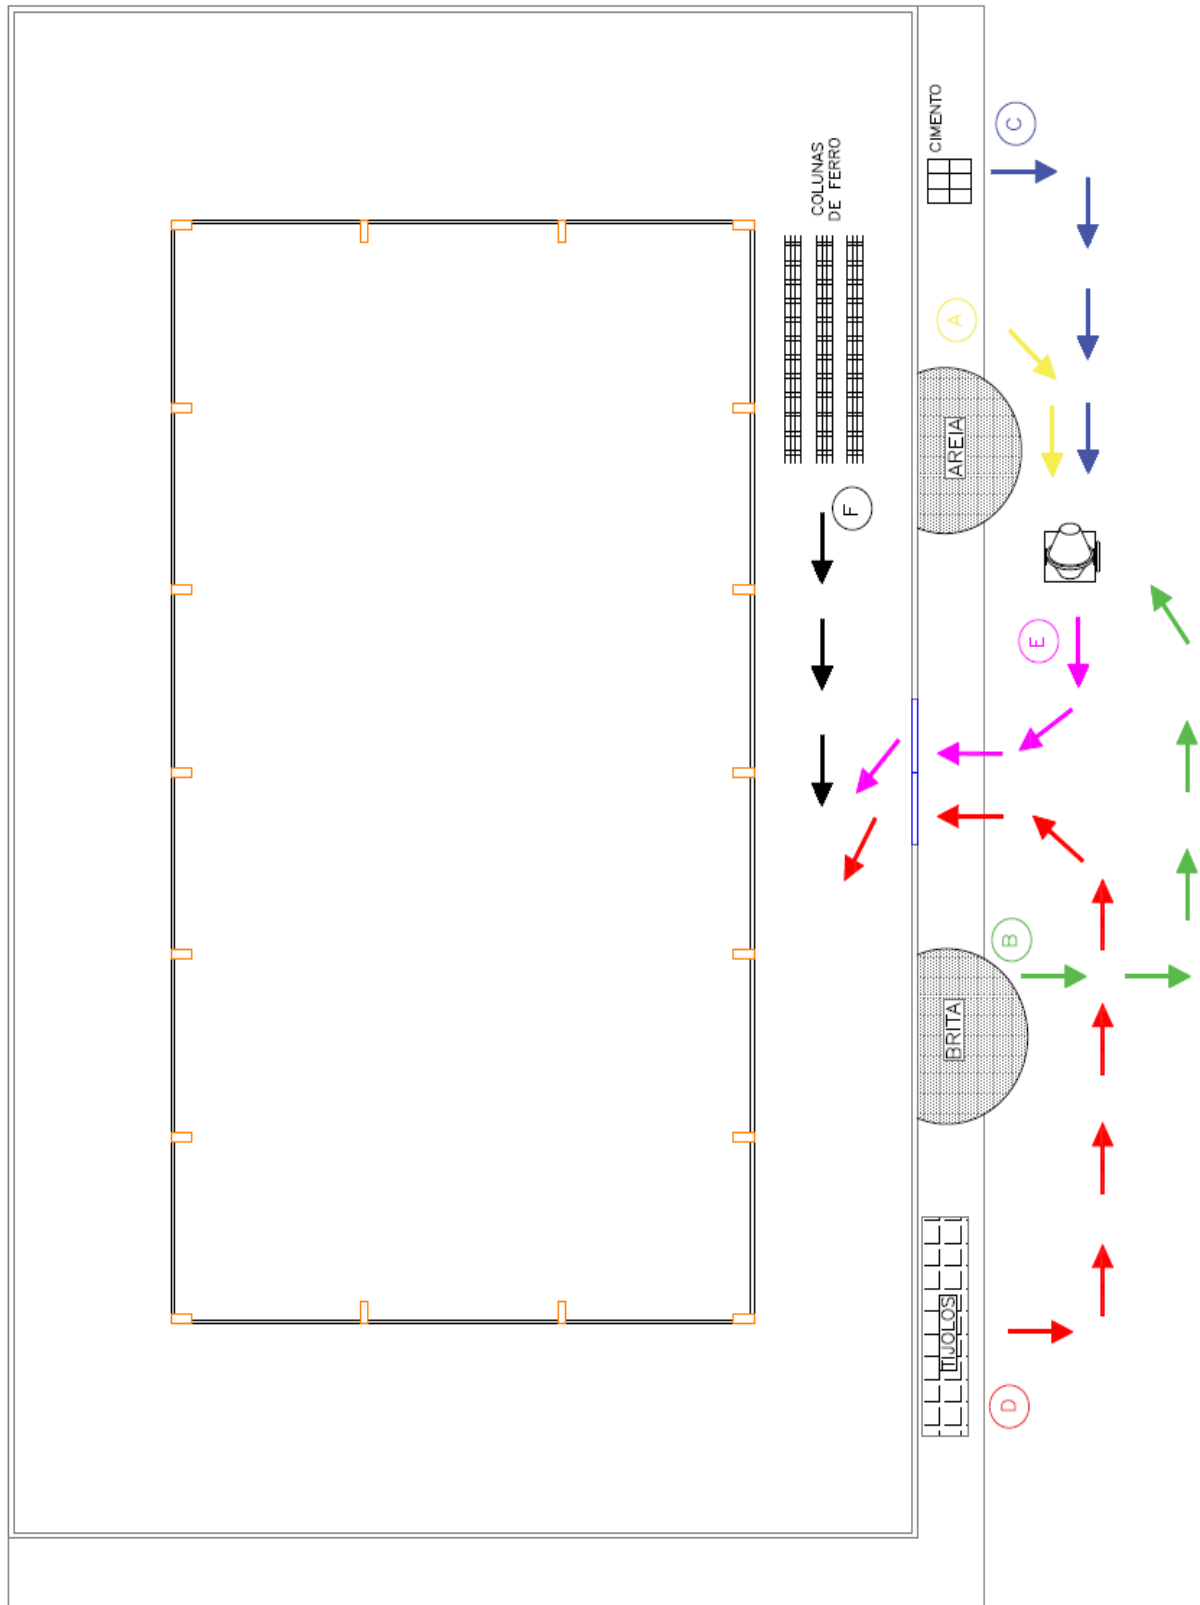 CIMENTO
C
COLUNAS
DE FERRO
A
AREIA
F
E
B
BRITA
TIJOLOS
D